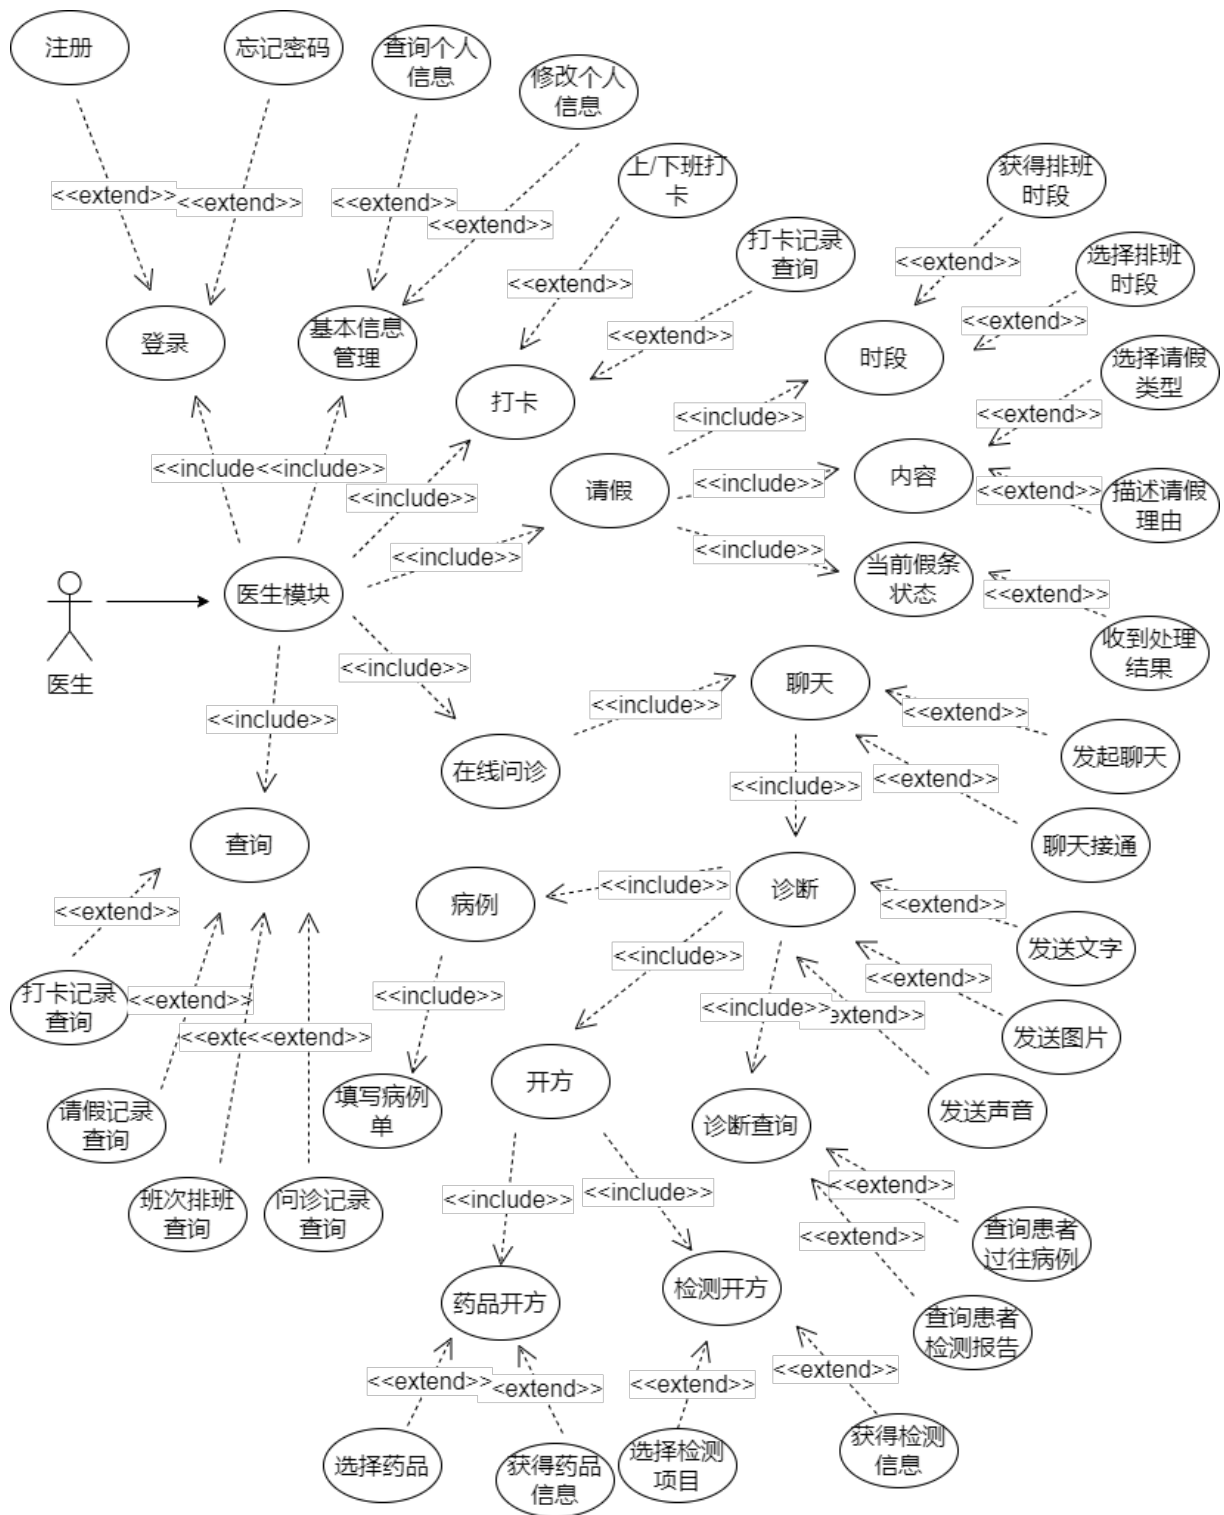 注册
忘记密码
查询个人
信息
修改个人
信息
<<extend>>
<<extend>>
<<extend>>
<<extend>>
上/下班打
卡
获得排班
时段
打卡记录
查询
选择排班
时段
<<extend>>
<<extend>>
<<extend>>
<<extend>>
登录
基本信息
管理
打卡
时段
选择请假
类型
<<include
<<include>>
<<include>>
<<include>>
<<extend>>
请假
<<include>>
内容
<<extend>>
描述请假
理由
<<include>>
<<include>>
当前假条
状态
<<extend>>
医生
医生模块
收到处理
结果
<<include>>
<<include>>
<<include>>
聊天
<<extend>>
发起聊天
在线问诊
<<include>>
<<extend>>
聊天接通
查询
病例
<<include>>
诊断
<<extend>>
发送文字
<<extend>>
<<include>>
<<extend>>
打卡记录
查询
<<extend>>
<<exte
<<extend>>
<<include>>
<<include>>
extend>>
发送图片
请假记录
查询
填写病例
单
开方
诊断查询
发送声音
班次排班
查询
问诊记录
查询
<<include>>
<<include>>
<<extend>>
<<extend>>
查询患者
过往病例
药品开方
检测开方
查询患者
检测报告
<<extend>>
<extend>>
<<extend>>
<<extend>>
选择药品
获得药品
信息
选择检测
项目
获得检测
信息